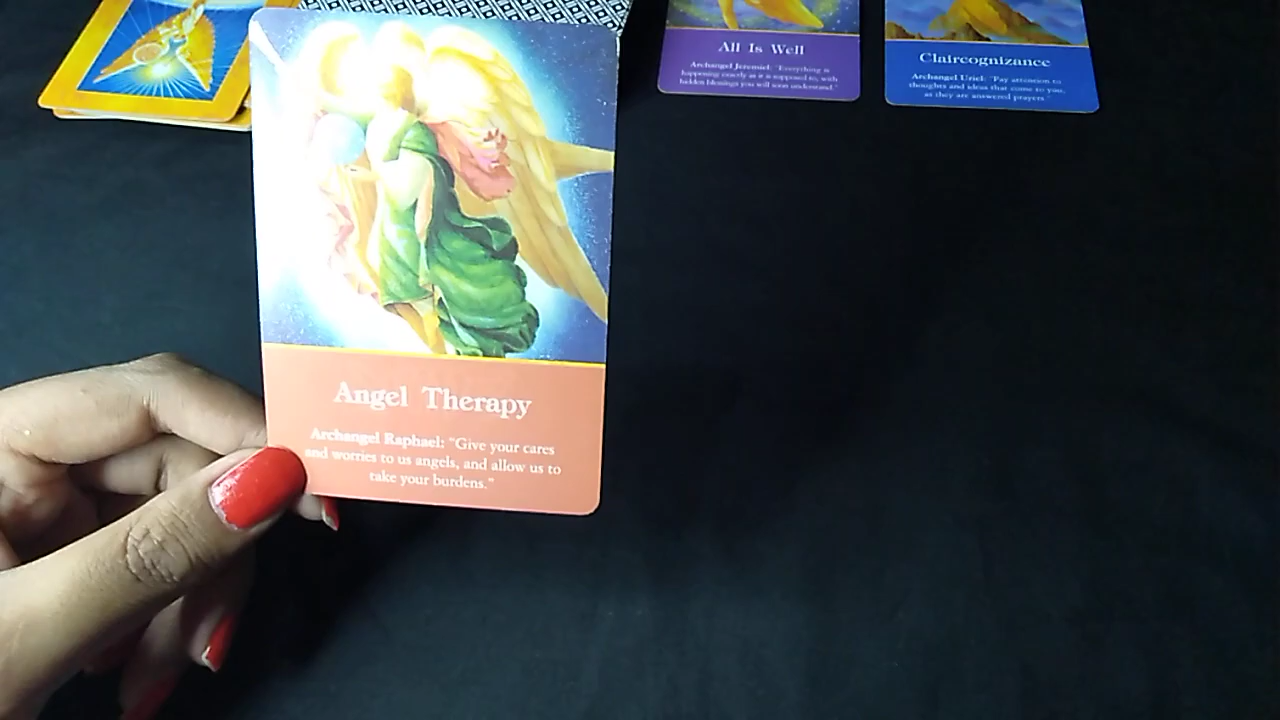 All Is Well
Archangel Jeremiel: "Everything is
happening exactly as it is supposed to, with
hidden blessings you will soon understand."
Claircognizance
Archangel Uriel: "Pay attention to
thoughts and ideas that come to you,
as they are answered prayers."
Angel Therapy
Archangel Raphael: "Give your cares
and worries to us angels, and allow us to
take your burdens."